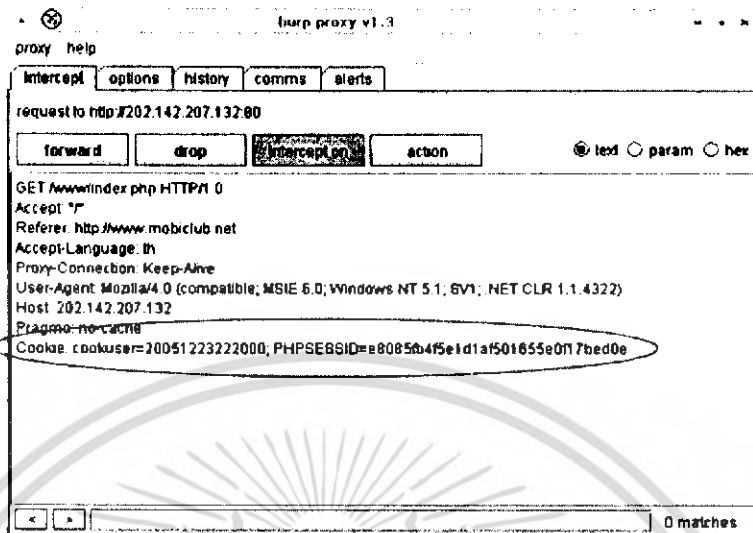 burp proxy v1.3
proxy help
intercept options history comms alerts
request to http://202.142.207.132:80
forward drop intercept on action text param hex
GET /www/index.php HTTP/1.0
Accept: */*
Referer: http://www.mobiclub.net
Accept-Language: th
Proxy-Connection: Keep-Alive
User-Agent: Mozilla/4.0 (compatible; MSIE 6.0; Windows NT 5.1; SV1; .NET CLR 1.1.4322)
Host: 202.142.207.132
Pragma: no-cache
Cookie: cookuser=20051223222000;
< > 0 matches